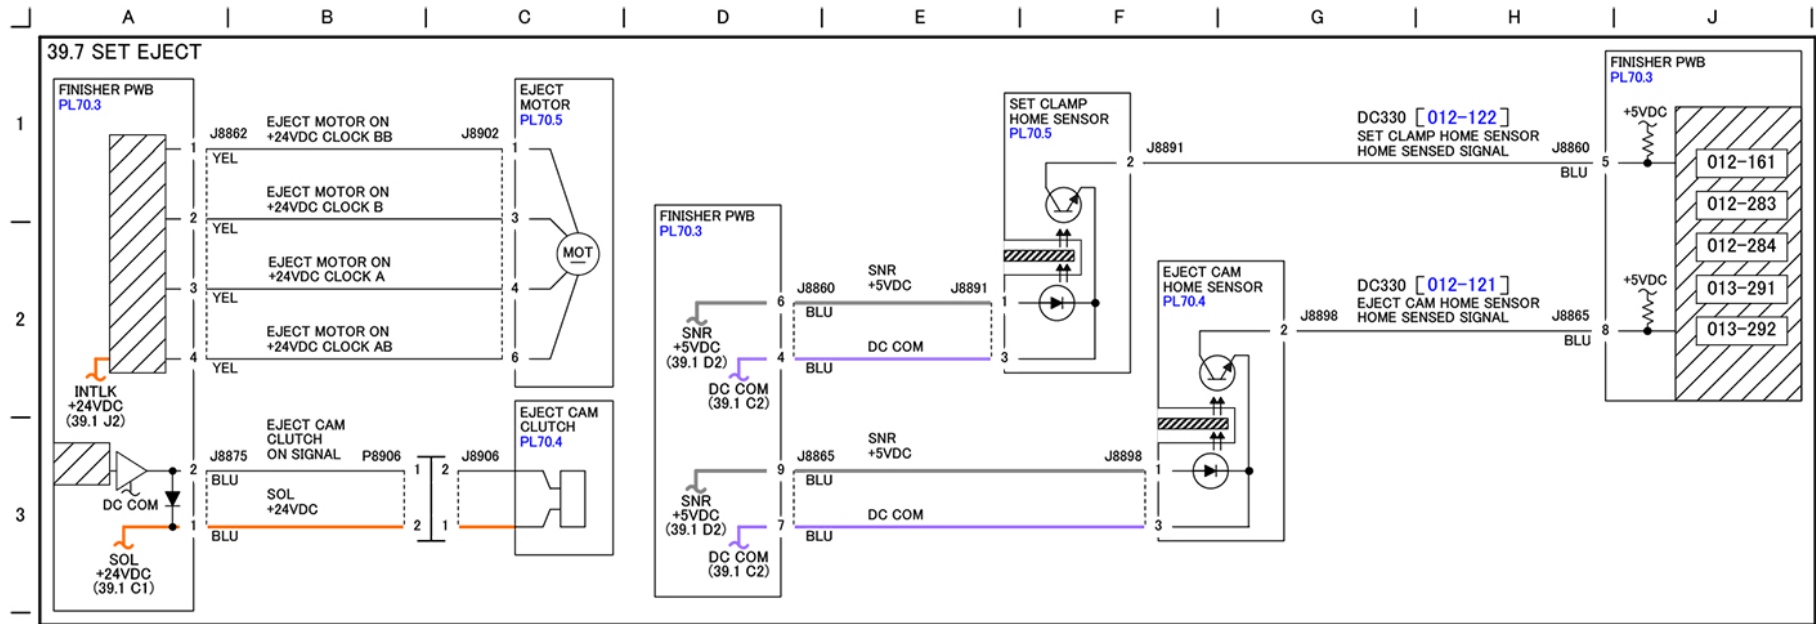 A B C D E F G H J
39.7 SET EJECT
1
2
3
FINISHER PWB
PL70.3
J8862
EJECT MOTOR ON
+24VDC CLOCK BB
J8902
1
YEL
1
EJECT MOTOR ON
+24VDC CLOCK B
2
YEL
3
EJECT MOTOR ON
+24VDC CLOCK A
3
YEL
4
EJECT MOTOR ON
+24VDC CLOCK AB
4
YEL
6
EJECT
MOTOR
PL70.5
MOT
INTLK
+24VDC
(39.1 J2)
EJECT CAM
CLUTCH
ON SIGNAL
J8875
P8906
J8906
2
BLU
1
2
DC COM
SOL
+24VDC
1
BLU
2
1
SOL
+24VDC
(39.1 C1)
EJECT CAM
CLUTCH
PL70.4
FINISHER PWB
PL70.3
SNR
+5VDC
(39.1 D2)
6
J8860
BLU
SNR
+5VDC
J8891
1
DC COM
(39.1 C2)
4
BLU
DC COM
3
SNR
+5VDC
(39.1 D2)
9
J8865
BLU
SNR
+5VDC
J8898
1
DC COM
(39.1 C2)
7
BLU
DC COM
3
SET CLAMP
HOME SENSOR
PL70.5
2
J8891
DC330 [012-122]
SET CLAMP HOME SENSOR
HOME SENSED SIGNAL
J8860
BLU
5
EJECT CAM
HOME SENSOR
PL70.4
2
J8898
DC330 [012-121]
EJECT CAM HOME SENSOR
HOME SENSED SIGNAL
J8865
BLU
8
FINISHER PWB
PL70.3
+5VDC
+5VDC
012-161
012-283
012-284
013-291
013-292